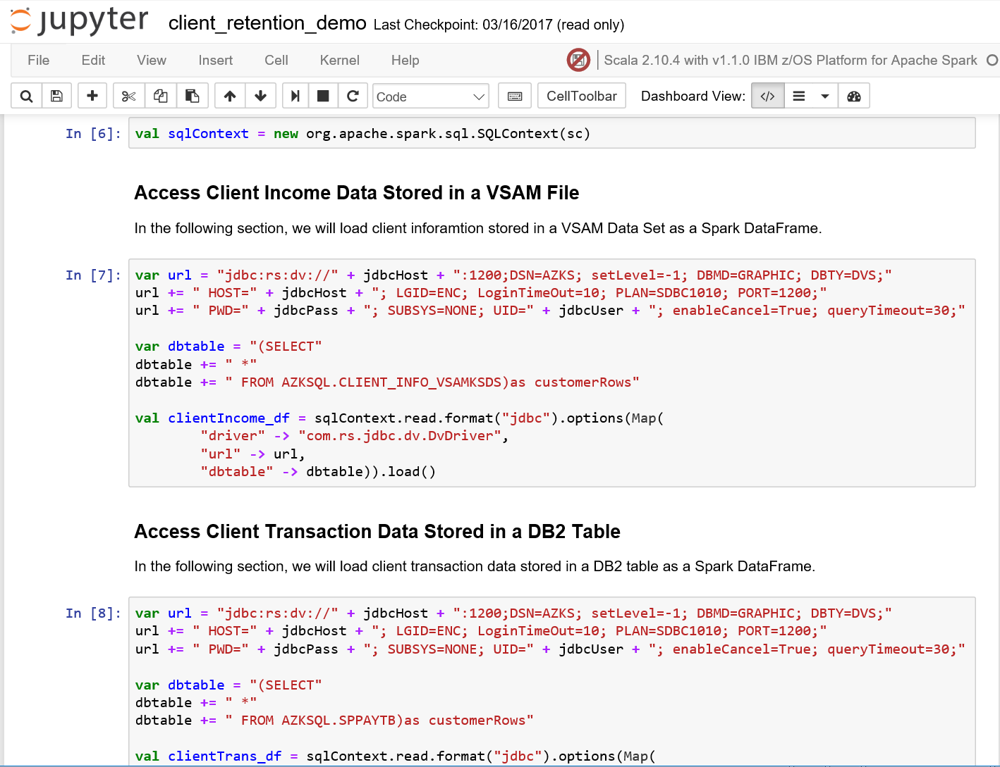 jupyter client_retention_demo Last Checkpoint: 03/16/2017 (read only)
File Edit View Insert Cell Kernel Help Scala 2.10.4 with v1.1.0 IBM z/OS Platform for Apache Spark
Code CellToolbar Dashboard View: </>
In [6]: val sqlContext = new org.apache.spark.sql.SQLContext(sc)
Access Client Income Data Stored in a VSAM File
In the following section, we will load client inforamtion stored in a VSAM Data Set as a Spark DataFrame.
In [7]: var url = "jdbc:rs:dv://" + jdbcHost + ":1200;DSN=AZKS; setLevel=-1; DBMD=GRAPHIC; DBTY=DVS;"
url += " HOST=" + jdbcHost + "; LGID=ENC; LoginTimeOut=10; PLAN=SDBC1010; PORT=1200;"
url += " PWD=" + jdbcPass + "; SUBSYS=NONE; UID=" + jdbcUser + "; enableCancel=True; queryTimeout=30;"
var dbtable = "(SELECT"
dbtable += " *"
dbtable += " FROM AZKSQL.CLIENT_INFO_VSAMKSDS)as customerRows"
val clientIncome_df = sqlContext.read.format("jdbc").options(Map(
"driver" -> "com.rs.jdbc.dv.DvDriver",
"url" -> url,
"dbtable" -> dbtable)).load()
Access Client Transaction Data Stored in a DB2 Table
In the following section, we will load client transaction data stored in a DB2 table as a Spark DataFrame.
In [8]: var url = "jdbc:rs:dv://" + jdbcHost + ":1200;DSN=AZKS; setLevel=-1; DBMD=GRAPHIC; DBTY=DVS;"
url += " HOST=" + jdbcHost + "; LGID=ENC; LoginTimeOut=10; PLAN=SDBC1010; PORT=1200;"
url += " PWD=" + jdbcPass + "; SUBSYS=NONE; UID=" + jdbcUser + "; enableCancel=True; queryTimeout=30;"
var dbtable = "(SELECT"
dbtable += " *"
dbtable += " FROM AZKSQL.SPPAYTB)as customerRows"
val clientTrans_df = sqlContext.read.format("jdbc").options(Map(